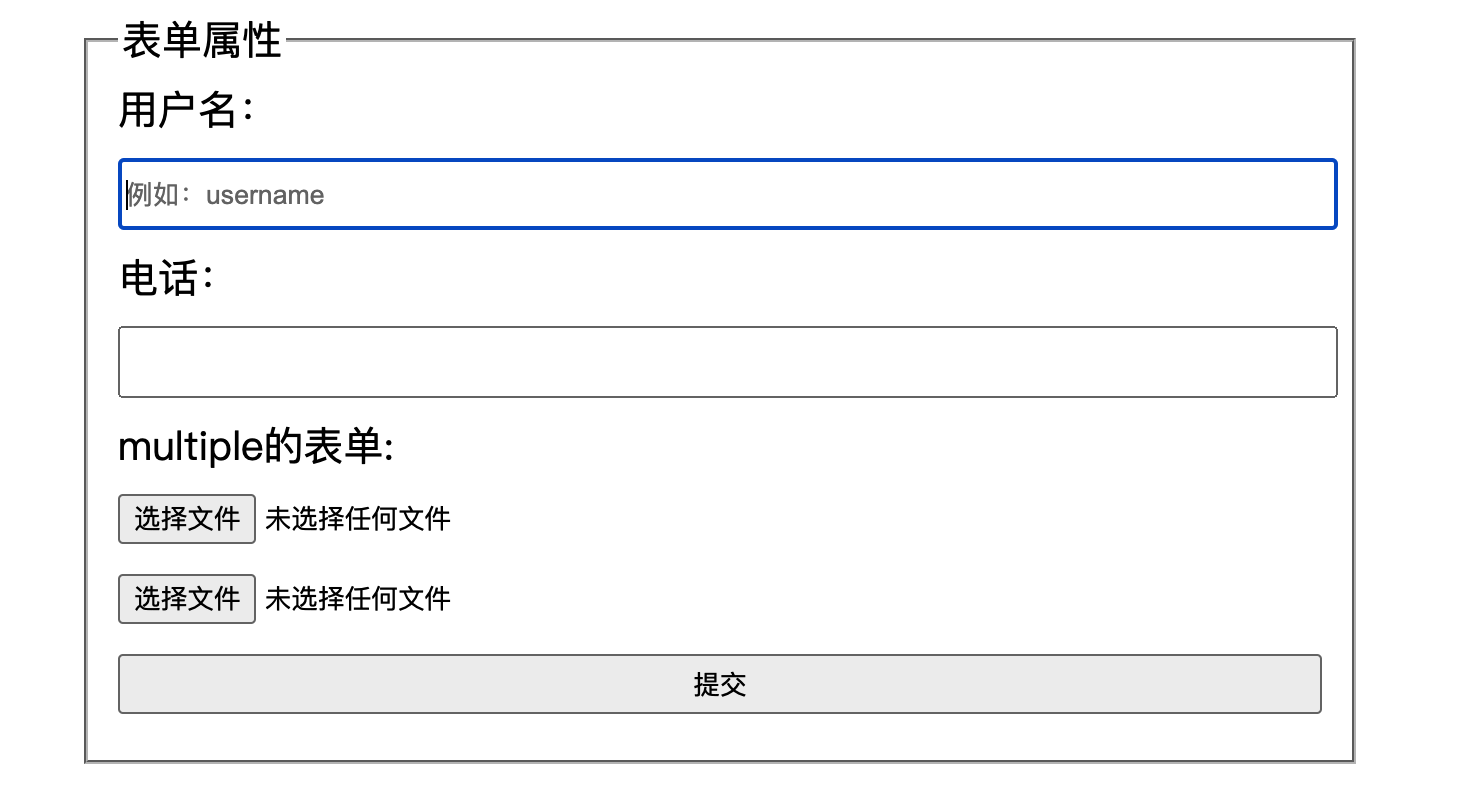 表单属性
用户名：
例如：username
电话：
multiple的表单:
选择文件 未选择任何文件
选择文件 未选择任何文件
提交